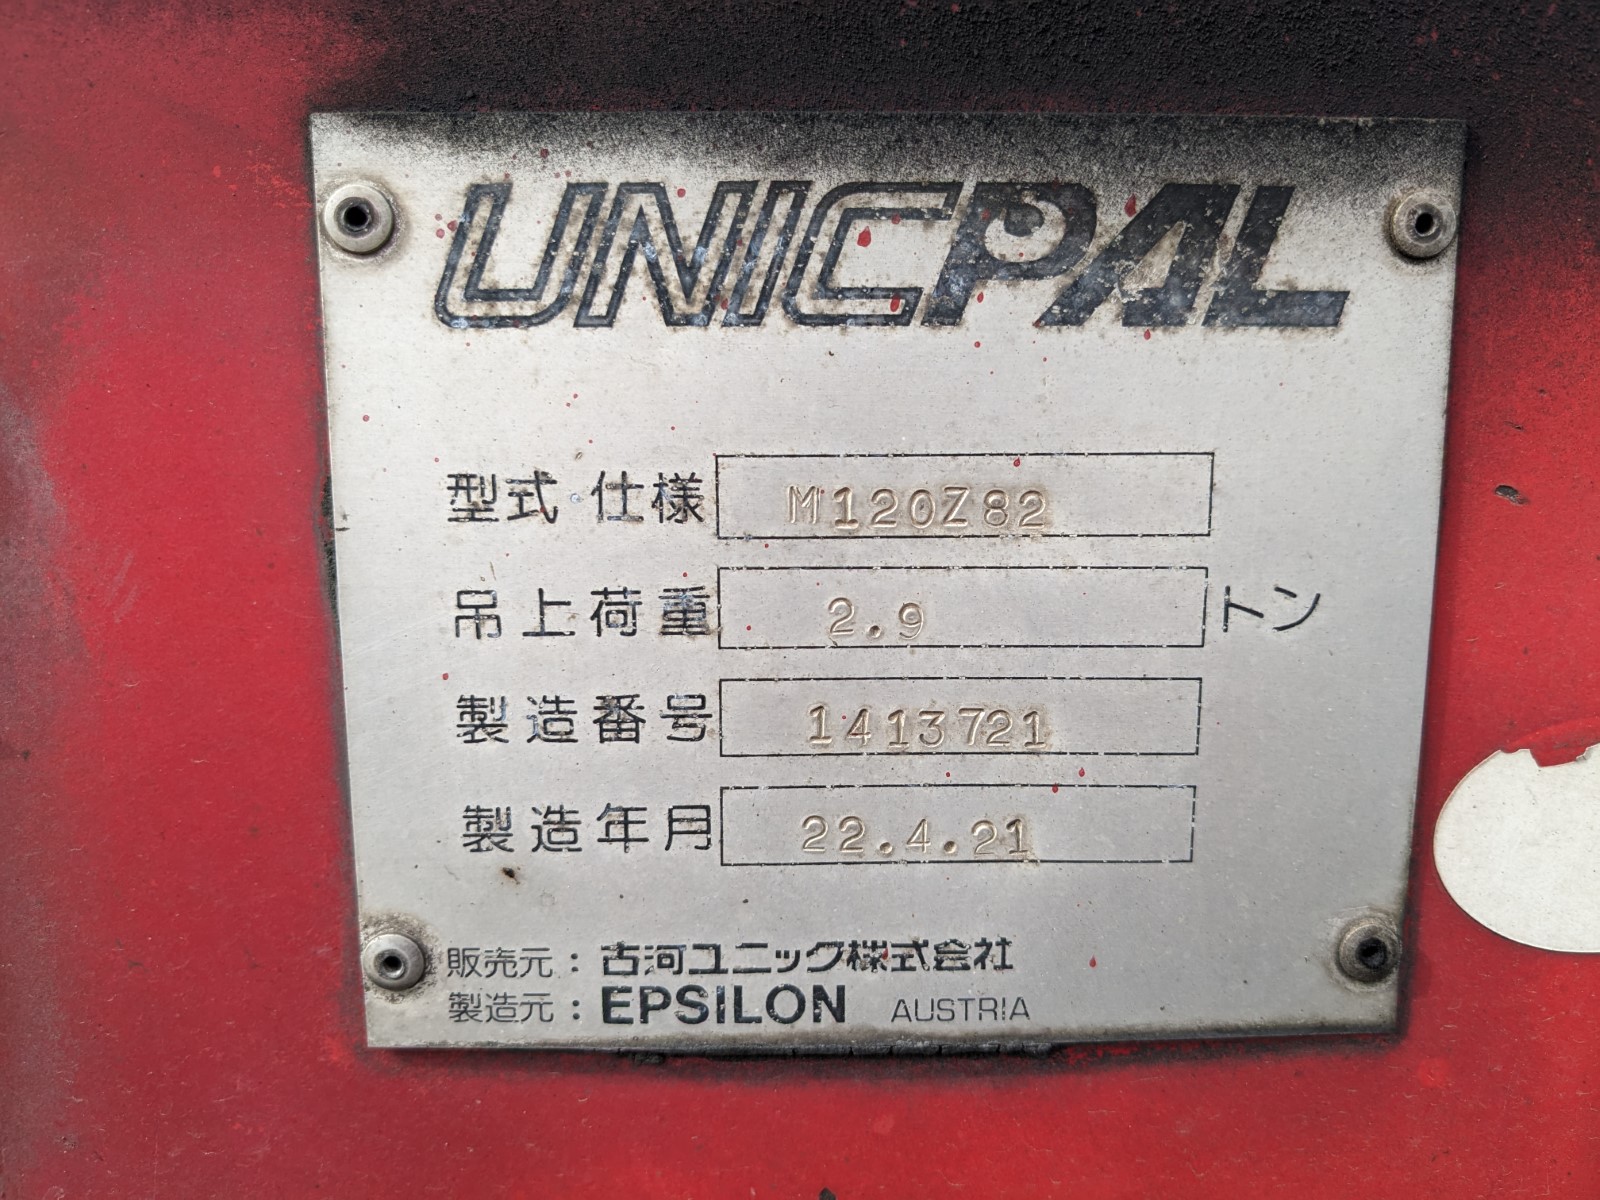 UNICPAL
型式・仕様 M120Z82
吊上荷重 2.9 トン
製造番号 1413721
製造年月 22.4.21
販売元：古河ユニック株式会社
製造元：EPSILON AUSTRIA